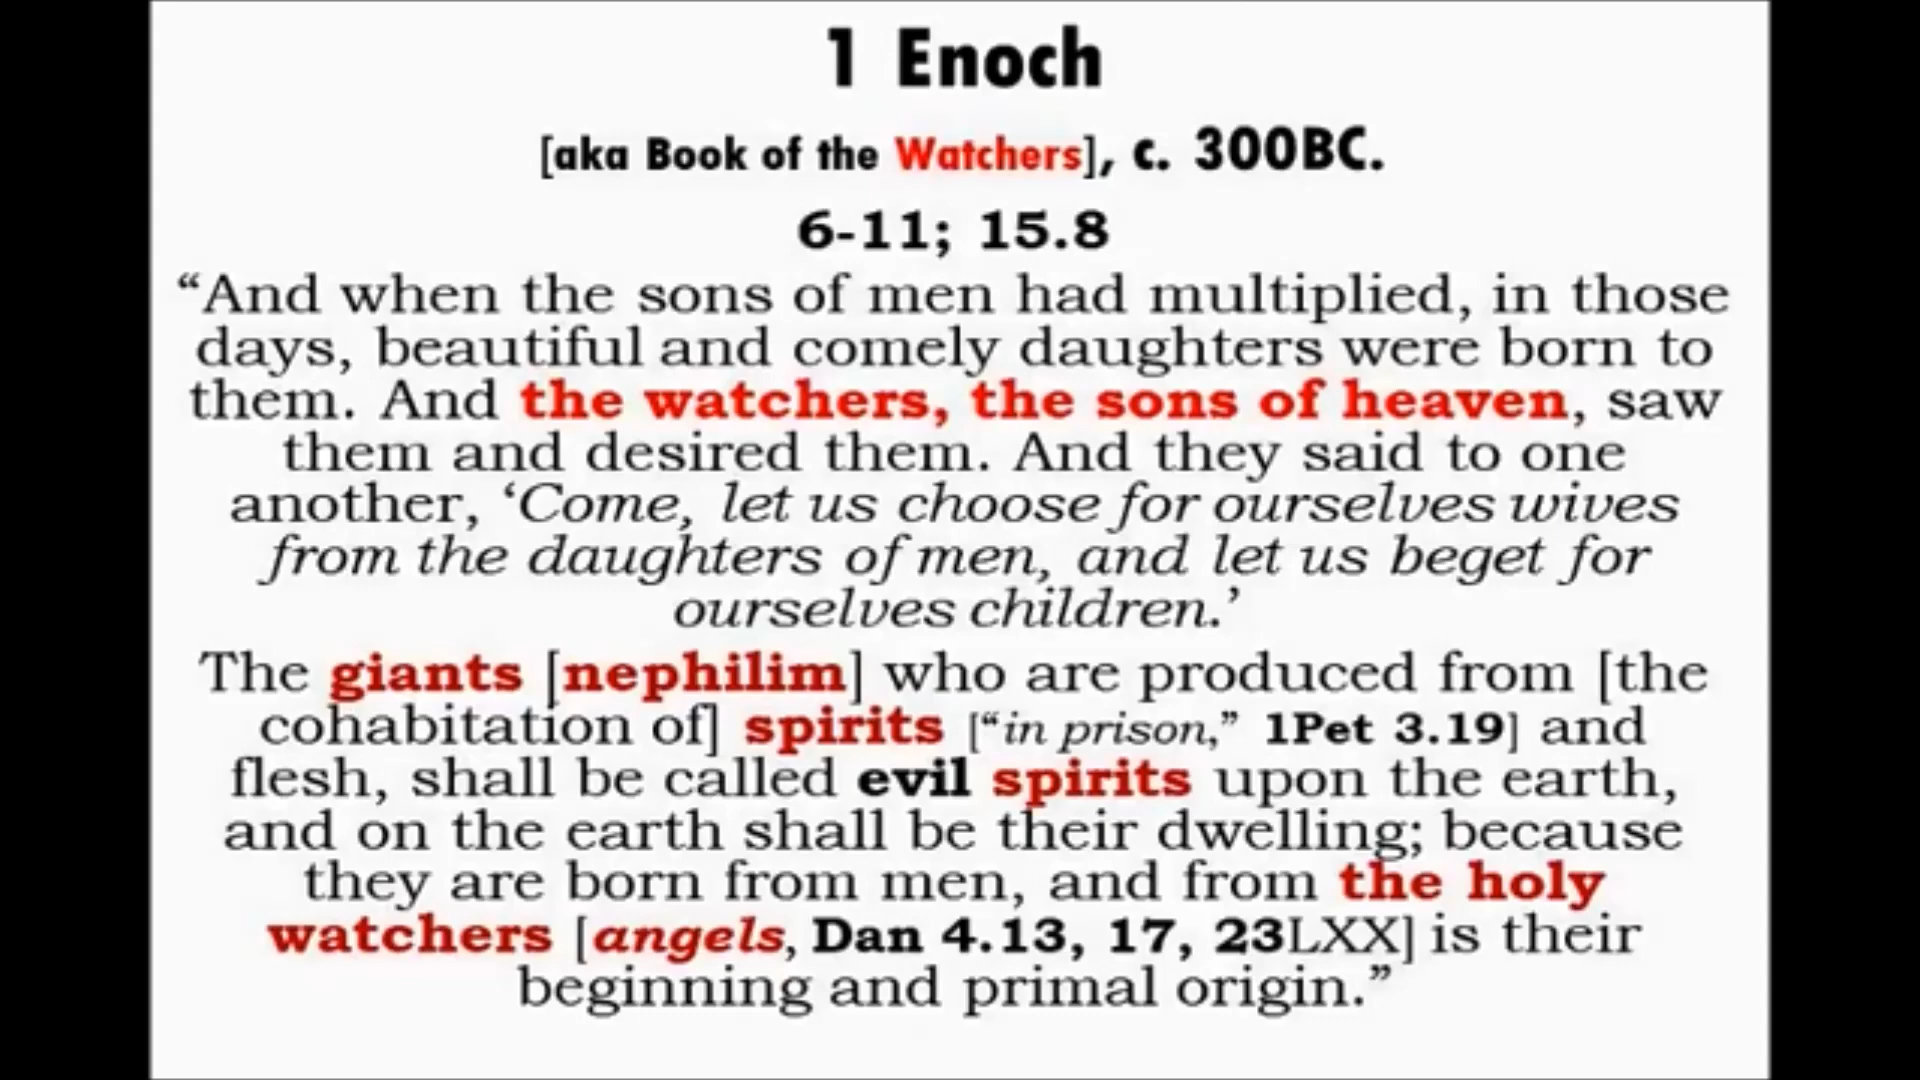 1 Enoch
[aka Book of the Watchers], c. 300BC.
6-11; 15.8
“And when the sons of men had multiplied, in those
days, beautiful and comely daughters were born to
them. And the watchers, the sons of heaven, saw
them and desired them. And they said to one
another, ‘Come, let us choose for ourselves wives
from the daughters of men, and let us beget for
ourselves children.’
The giants [nephilim] who are produced from [the
cohabitation of] spirits [“in prison,” 1Pet 3.19] and
flesh, shall be called evil spirits upon the earth,
and on the earth shall be their dwelling; because
they are born from men, and from the holy
watchers [angels, Dan 4.13, 17, 23LXX] is their
beginning and primal origin.”